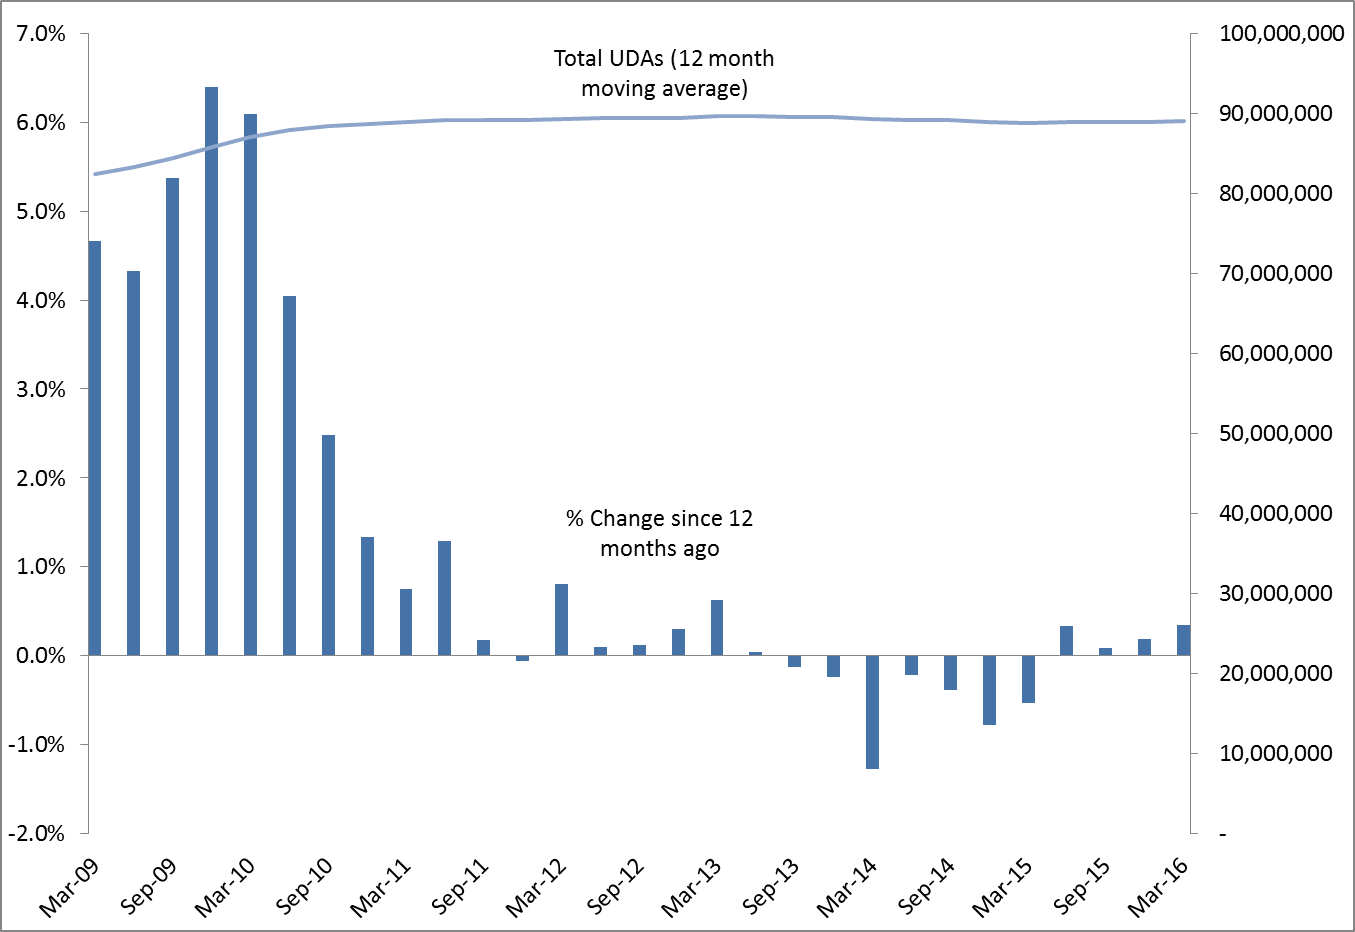 7.0%
6.0%
5.0%
4.0%
3.0%
2.0%
1.0%
0.0%
-1.0%
-2.0%
Total UDAs (12 month
moving average)
% Change since 12
months ago
100,000,000
90,000,000
80,000,000
70,000,000
60,000,000
50,000,000
40,000,000
30,000,000
20,000,000
10,000,000
-
Mar-09
Sep-09
Mar-10
Sep-10
Mar-11
Sep-11
Mar-12
Sep-12
Mar-13
Sep-13
Mar-14
Sep-14
Mar-15
Sep-15
Mar-16